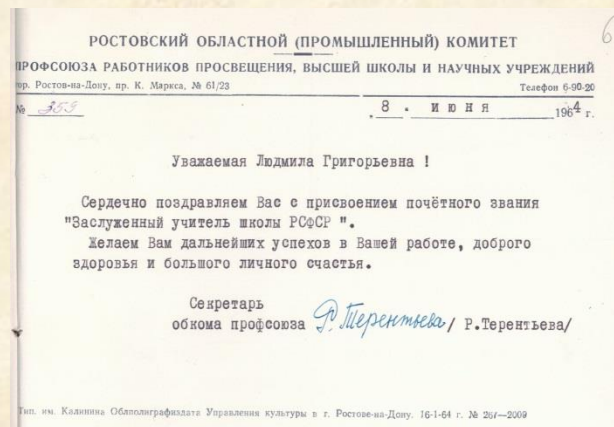 6
РОСТОВСКИЙ ОБЛАСТНОЙ (ПРОМЫШЛЕННЫЙ) КОМИТЕТ
ПРОФСОЮЗА РАБОТНИКОВ ПРОСВЕЩЕНИЯ, ВЫСШЕЙ ШКОЛЫ И НАУЧНЫХ УЧРЕЖДЕНИЙ
гор. Ростов-на-Дону, пр. К. Маркса, № 61/23 Телефон 6-90-20
№ 359 8. июня 1964 г.
Уважаемая Людмила Григорьевна !
Сердечно поздравляем Вас с присвоением почётного звания
"Заслуженный учитель школы РСФСР ".
Желаем Вам дальнейших успехов в Вашей работе, доброго
здоровья и большого личного счастья.
Секретарь
обкома профсоюза Р. Терентьева / Р.Терентьева/
Тип. им. Калинина Облполиграфиздата Управления культуры в г. Ростове-на-Дону. 16-1-64 г. № 267—2009